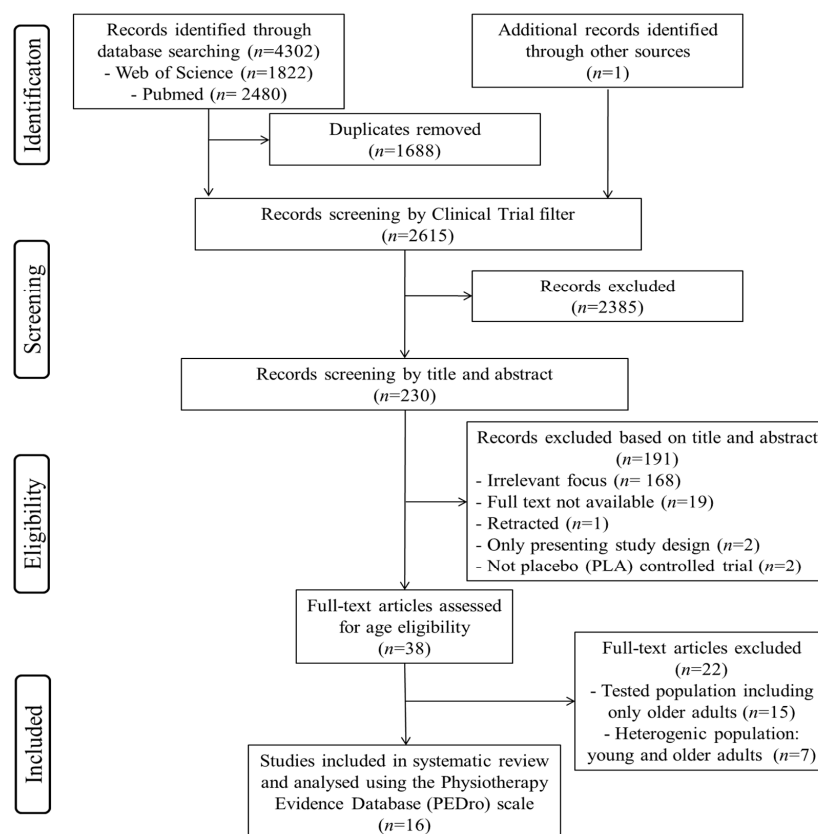 Identificaton
Records identified through
database searching (n=4302)
- Web of Science (n=1822)
- Pubmed (n= 2480)
Additional records identified
through other sources
(n=1)
Duplicates removed
(n=1688)
Records screening by Clinical Trial filter
(n=2615)
Screening
Records excluded
(n=2385)
Records screening by title and abstract
(n=230)
Eligibility
Records excluded based on title and abstract
(n=191)
- Irrelevant focus (n= 168)
- Full text not available (n=19)
- Retracted (n=1)
- Only presenting study design (n=2)
- Not placebo (PLA) controlled trial (n=2)
Full-text articles assessed
for age eligibility
(n=38)
Full-text articles excluded
(n=22)
- Tested population including
only older adults (n=15)
- Heterogenic population:
young and older adults (n=7)
Included
Studies included in systematic review
and analysed using the Physiotherapy
Evidence Database (PEDro) scale
(n=16)